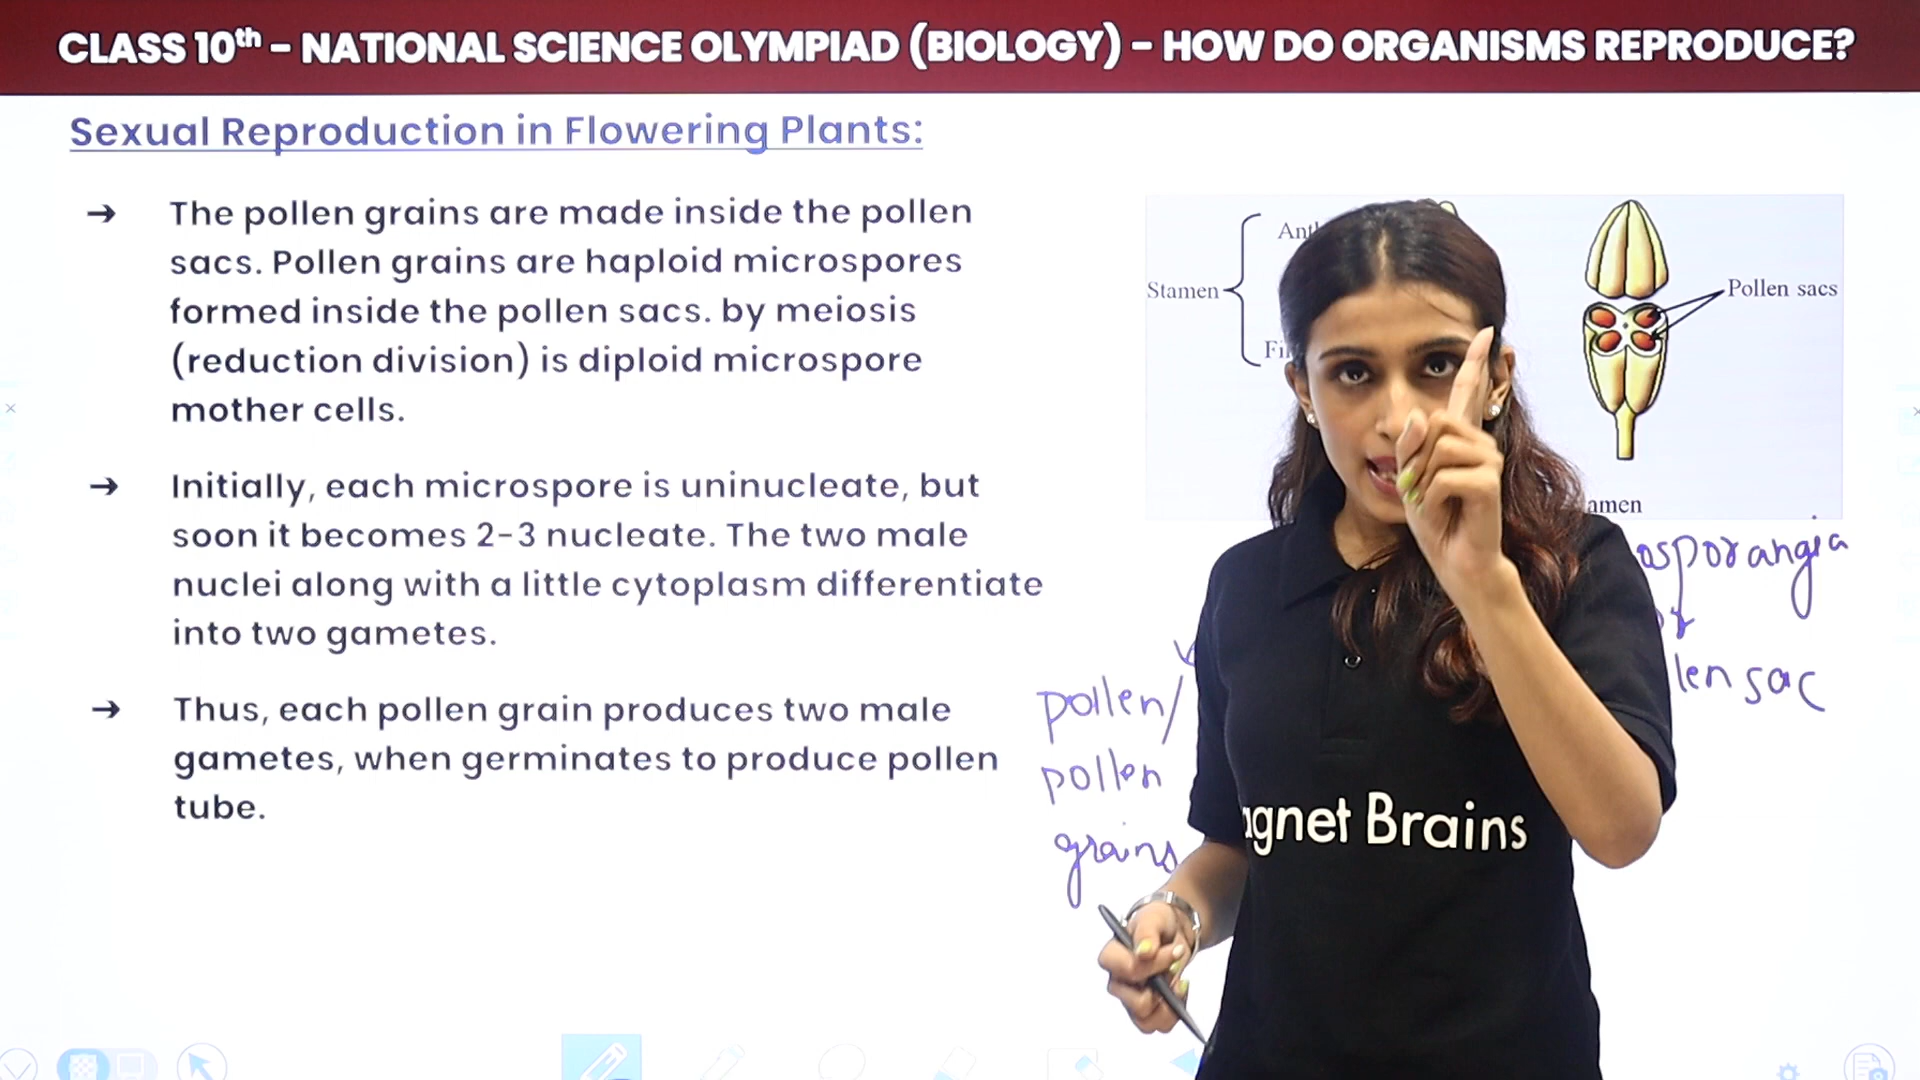 CLASS 10th – NATIONAL SCIENCE OLYMPIAD (BIOLOGY) – HOW DO ORGANISMS REPRODUCE?
Sexual Reproduction in Flowering Plants:
→ The pollen grains are made inside the pollen
sacs. Pollen grains are haploid microspores
formed inside the pollen sacs. by meiosis
(reduction division) is diploid microspore
mother cells.
→ Initially, each microspore is uninucleate, but
soon it becomes 2-3 nucleate. The two male
nuclei along with a little cytoplasm differentiate
into two gametes.
→ Thus, each pollen grain produces two male
gametes, when germinates to produce pollen
tube.
Stamen
Pollen sacs
amen
osporangia
len sac
pollen/
pollen
grains
agnet Brains